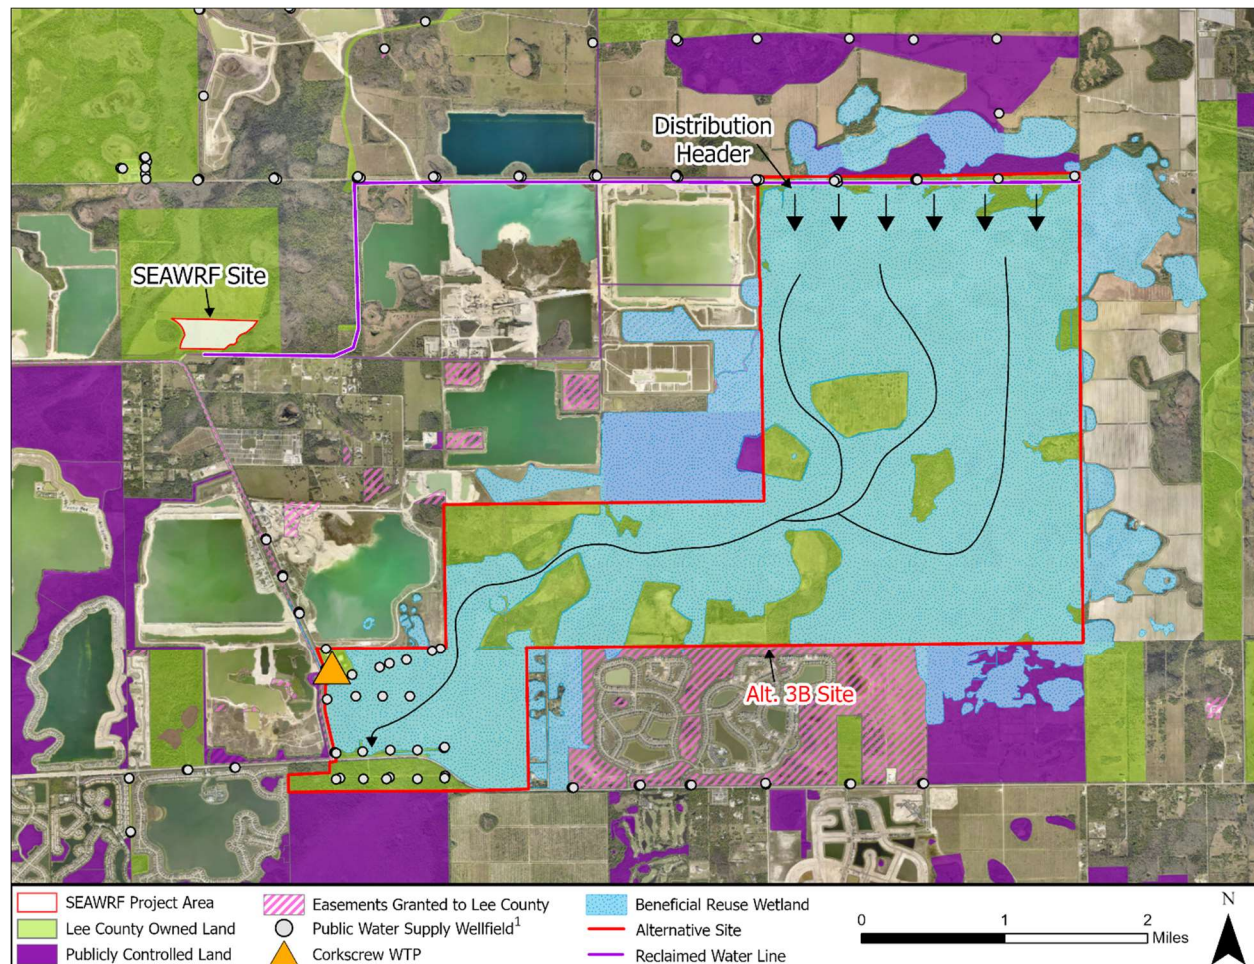 Distribution
Header
SEAWRF Site
Alt. 3B Site
SEAWRF Project Area
Lee County Owned Land
Publicly Controlled Land
Easements Granted to Lee County
Public Water Supply Wellfield¹
Corkscrew WTP
Beneficial Reuse Wetland
Alternative Site
Reclaimed Water Line
0 1 2
Miles
N